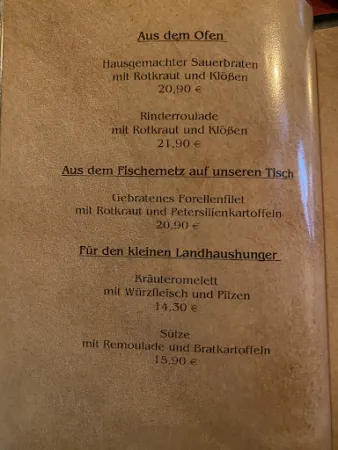 Aus dem Ofen
Hausgemachter Sauerbraten
mit Rotkraut und Klößen
20,90 €
Rinderroulade
mit Rotkraut und Klößen
21,90 €
Aus dem Fischernetz auf unseren Tisch
Gebratenes Forellenfilet
mit Rotkraut und Petersilienkartoffeln
20,90 €
Für den kleinen Landhaushunger
Kräuteromelett
mit Würzfleisch und Pilzen
14,30 €
Sülze
mit Remoulade und Bratkartoffeln
15,90 €